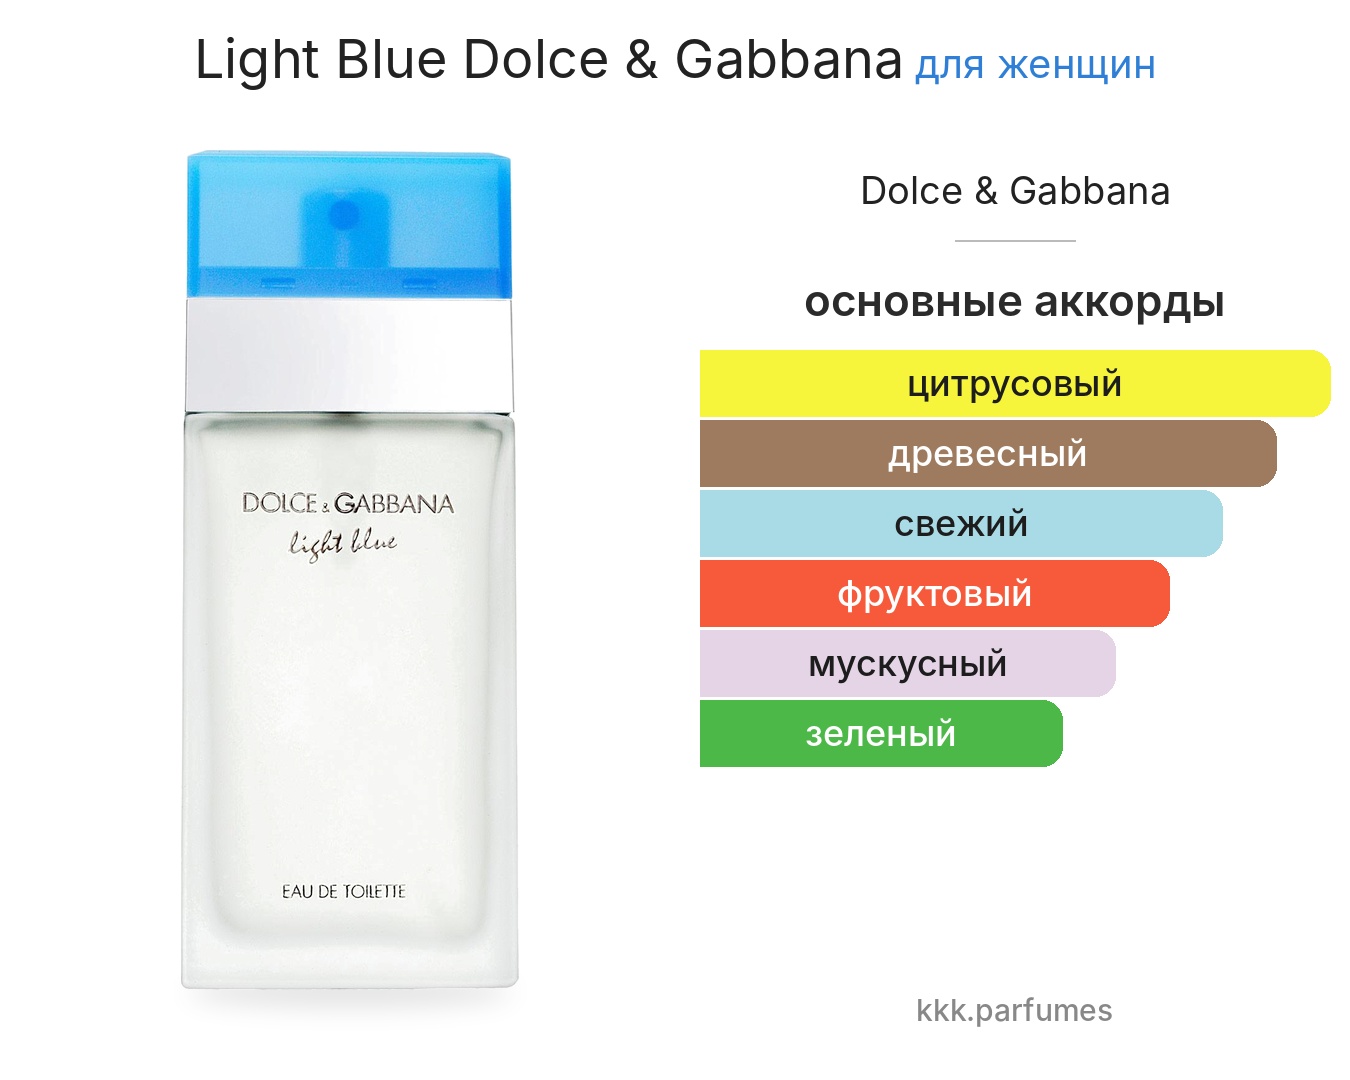 Light Blue Dolce & Gabbana для женщин
DOLCE & GABBANA
light blue
EAU DE TOILETTE
Dolce & Gabbana
основные аккорды
цитрусовый
древесный
свежий
фруктовый
мускусный
зеленый
kkk.parfumes